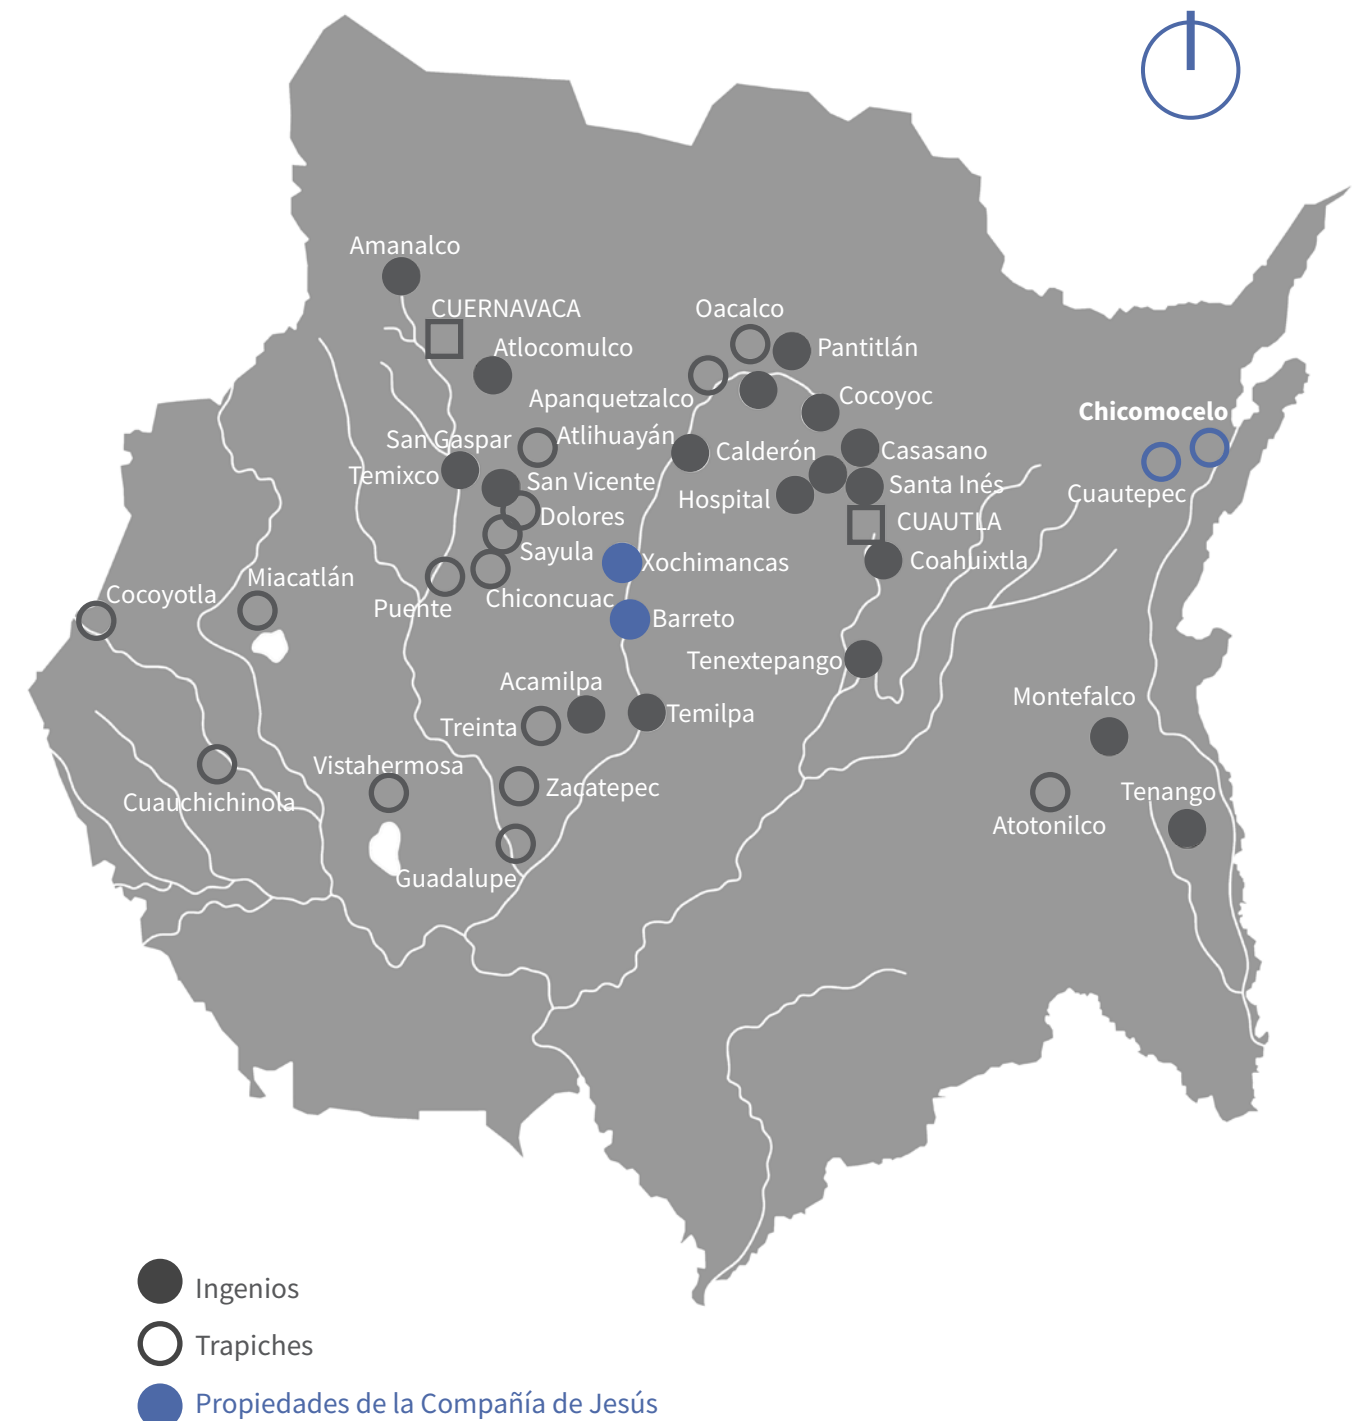 Amanalco
CUERNAVACA
Oacalco
Atlocomulco
Pantitlán
Apanquetzalco
Cocoyoc
Chicomocelo
San Gaspar
Atlihuayán
Calderón
Casasano
Temixco
San Vicente
Hospital
Santa Inés
Cuautepec
Dolores
CUAUTLA
Sayula
Xochimancas
Coahuixtla
Miacatlán
Cocoyotla
Puente
Chiconcuac
Barreto
Tenextepango
Acamilpa
Montefalco
Treinta
Temilpa
Vistahermosa
Zacatepec
Tenango
Cuauchichinola
Atotonilco
Guadalupe
Ingenios
Trapiches
Propiedades de la Compañía de Jesús